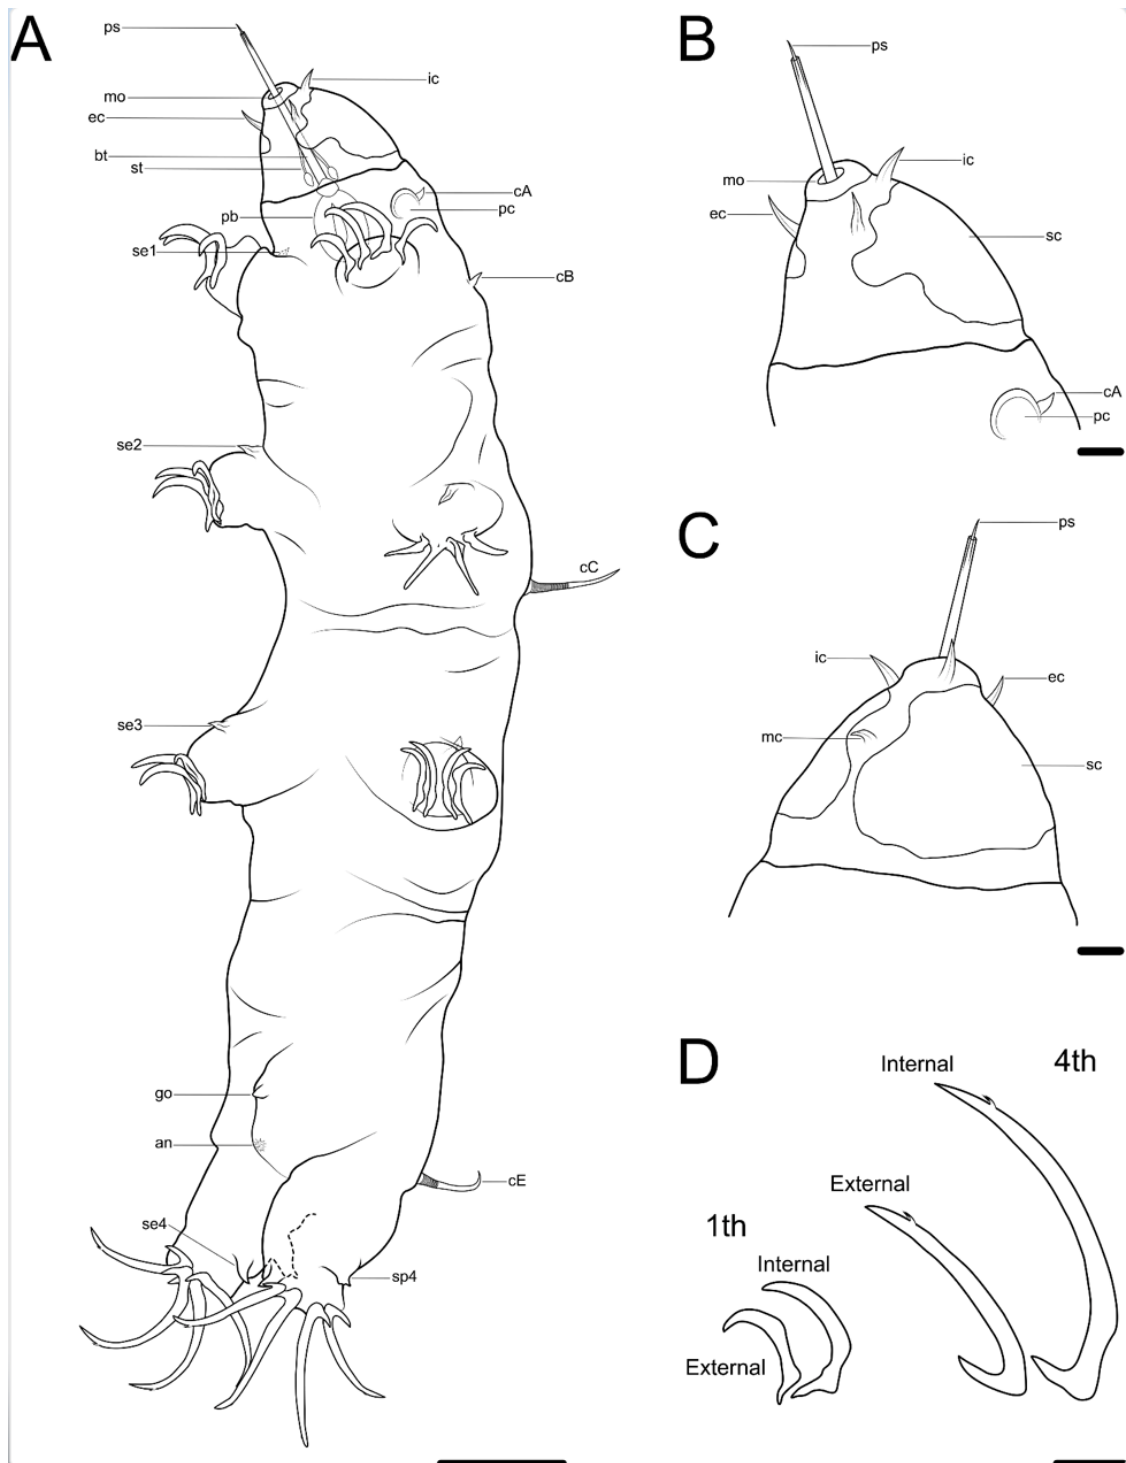 A
ps
ic
mo
ec
bt
st
cA
pb
pc
se1
cB
se2
cC
se3
go
an
cE
se4
sp4
B
ps
ic
mo
ec
sc
cA
pc
C
ps
ic
ec
mc
sc
D
Internal 4th
External
1th
Internal
External